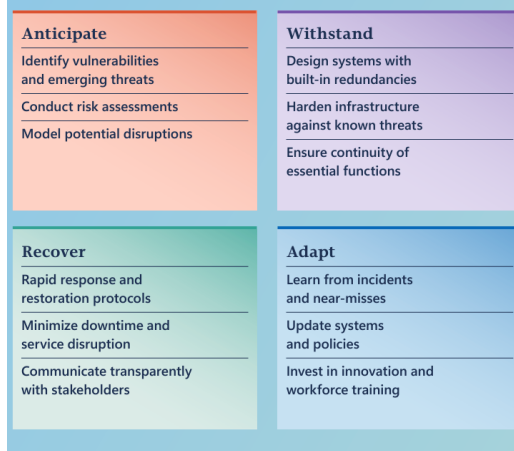 Anticipate
Identify vulnerabilities
and emerging threats
Conduct risk assessments
Model potential disruptions
Withstand
Design systems with
built-in redundancies
Harden infrastructure
against known threats
Ensure continuity of
essential functions
Recover
Rapid response and
restoration protocols
Minimize downtime and
service disruption
Communicate transparently
with stakeholders
Adapt
Learn from incidents
and near-misses
Update systems
and policies
Invest in innovation and
workforce training